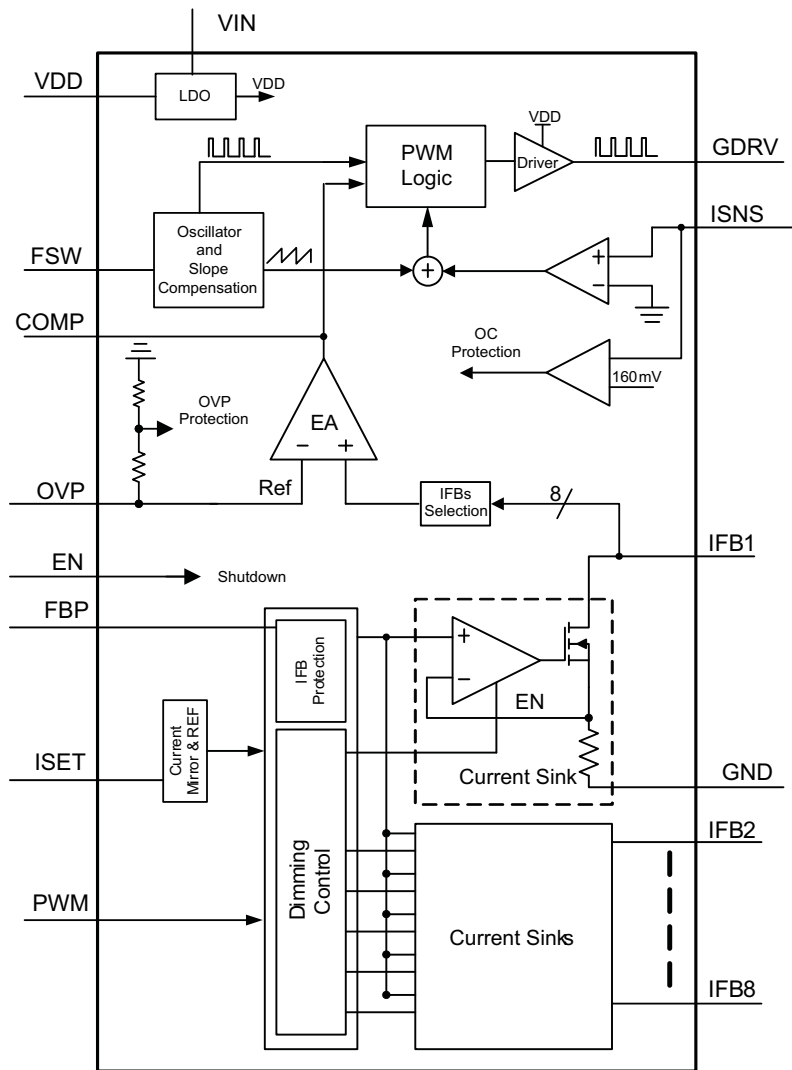 VIN
VDD
LDO
VDD
VDD
GDRV
PWM
Logic
Driver
ISNS
Oscillator
and
Slope
Compensation
FSW
+
+
−
COMP
OC
Protection
160mV
OVP
Protection
EA
−
+
OVP
Ref
IFBs
Selection
8
IFB1
EN
Shutdown
FBP
IFB
Protection
+
−
EN
Current
Mirror & REF
ISET
Current Sink
GND
IFB2
Dimming
Control
PWM
Current Sinks
IFB8